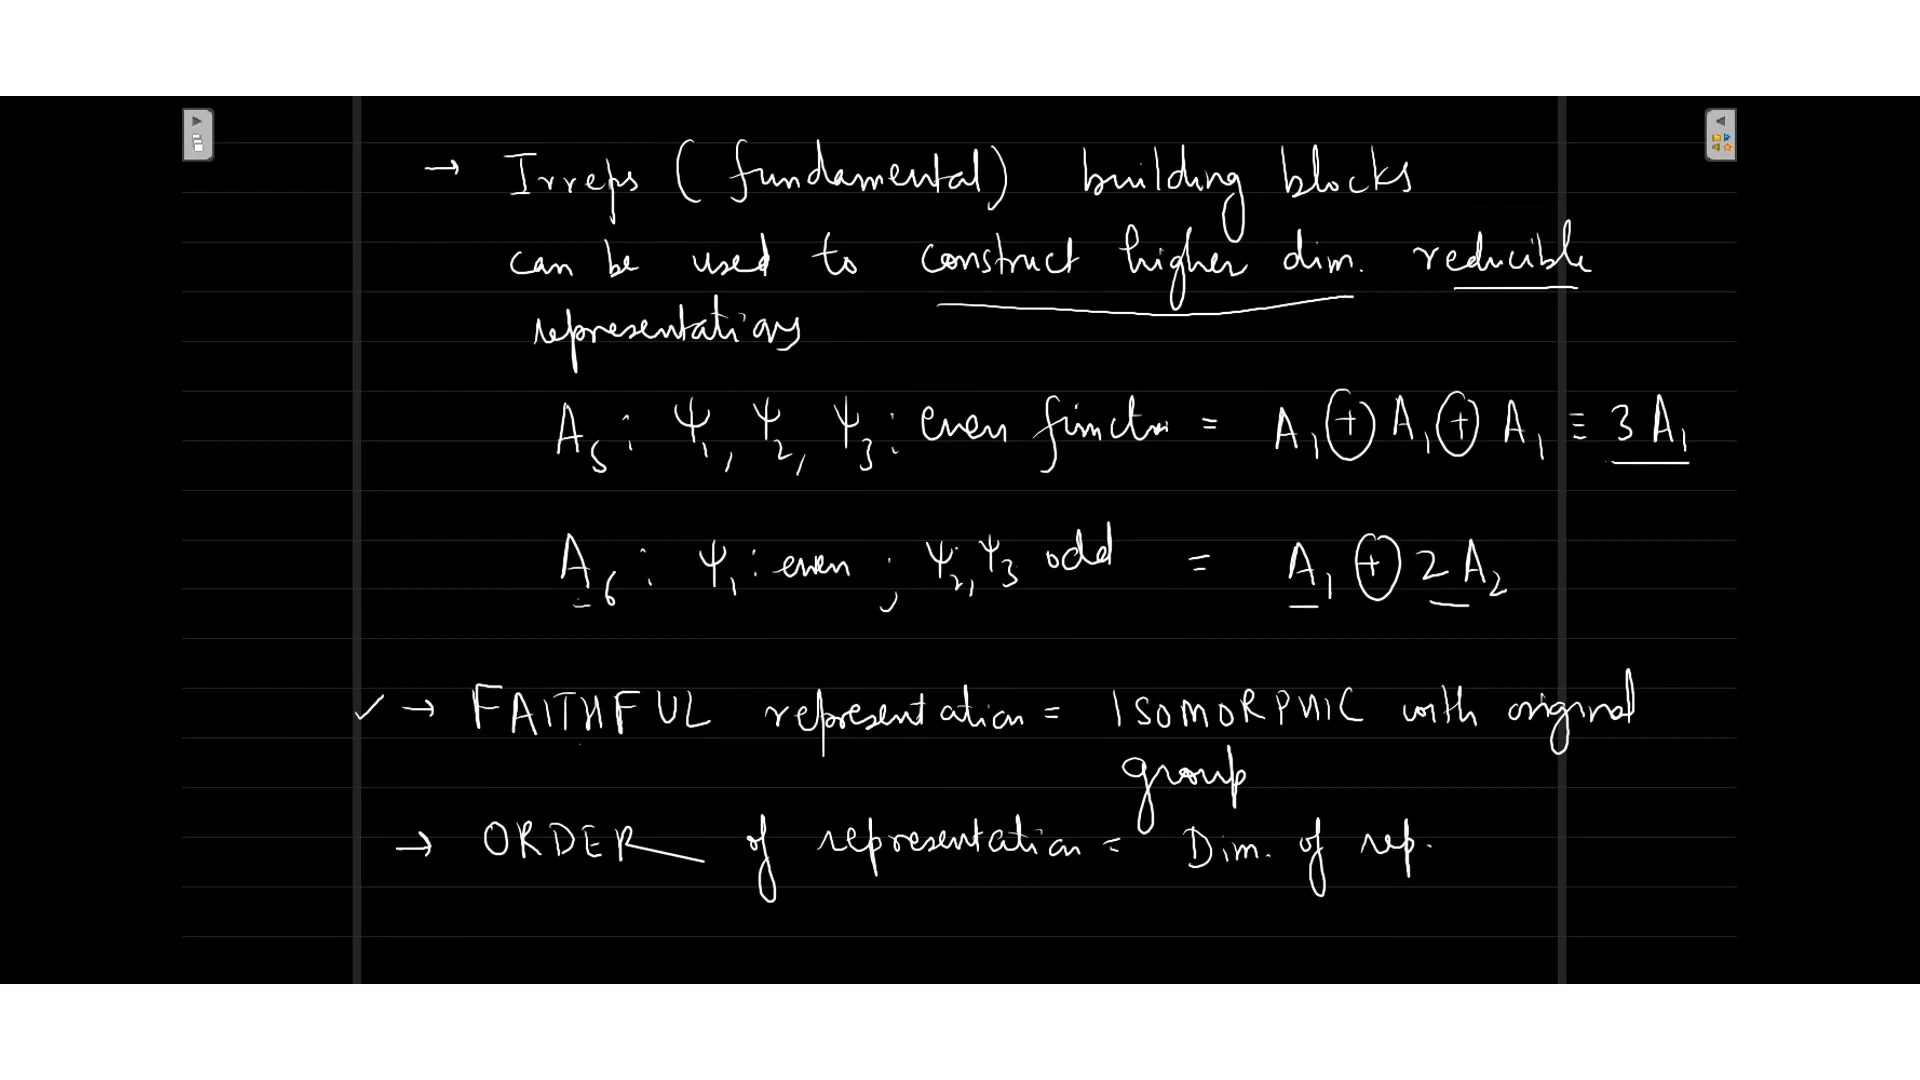 → Irreps (fundamental) building blocks
can be used to construct higher dim. reducible
representations
A₅ : Ψ₁, Ψ₂, Ψ₃ : even functn = A₁ ⊕ A₁ ⊕ A₁ ≡ 3 A₁
A₆ : Ψ₁ : even ; Ψ₂, Ψ₃ odd = A₁ ⊕ 2 A₂
✓ → FAITHFUL representation = ISOMORPHIC with original
group
→ ORDER of representation = Dim. of rep.